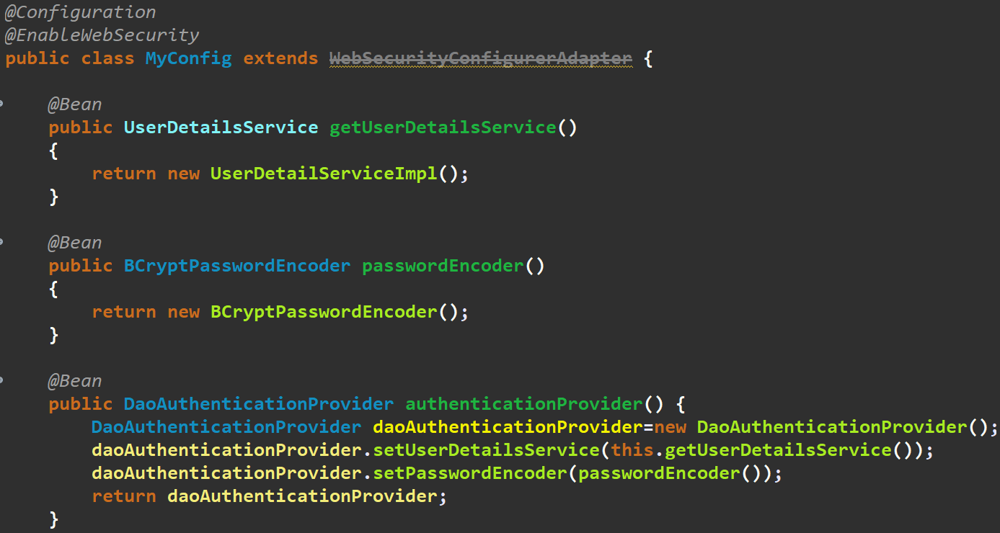 @Configuration
@EnableWebSecurity
public class MyConfig extends WebSecurityConfigurerAdapter {
@Bean
public UserDetailsService getUserDetailsService()
{
return new UserDetailServiceImpl();
}
@Bean
public BCryptPasswordEncoder passwordEncoder()
{
return new BCryptPasswordEncoder();
}
@Bean
public DaoAuthenticationProvider authenticationProvider() {
DaoAuthenticationProvider daoAuthenticationProvider=new DaoAuthenticationProvider();
daoAuthenticationProvider.setUserDetailsService(this.getUserDetailsService());
daoAuthenticationProvider.setPasswordEncoder(passwordEncoder());
return daoAuthenticationProvider;
}